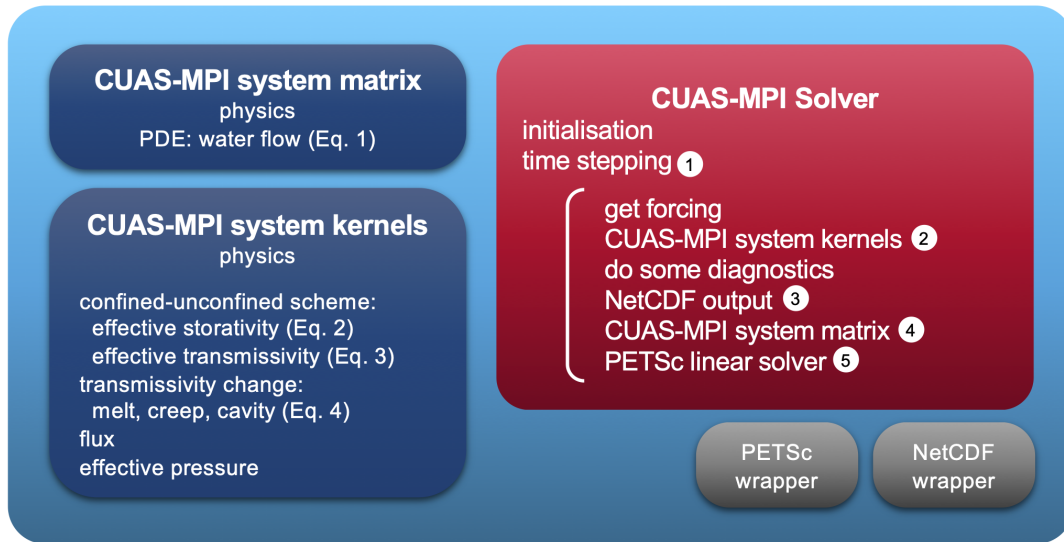 CUAS-MPI system matrix
physics
PDE: water flow (Eq. 1)
CUAS-MPI system kernels
physics
confined-unconfined scheme:
effective storativity (Eq. 2)
effective transmissivity (Eq. 3)
transmissivity change:
melt, creep, cavity (Eq. 4)
flux
effective pressure
CUAS-MPI Solver
initialisation
time stepping 1
get forcing
CUAS-MPI system kernels 2
do some diagnostics
NetCDF output 3
CUAS-MPI system matrix 4
PETSc linear solver 5
PETSc
wrapper
NetCDF
wrapper